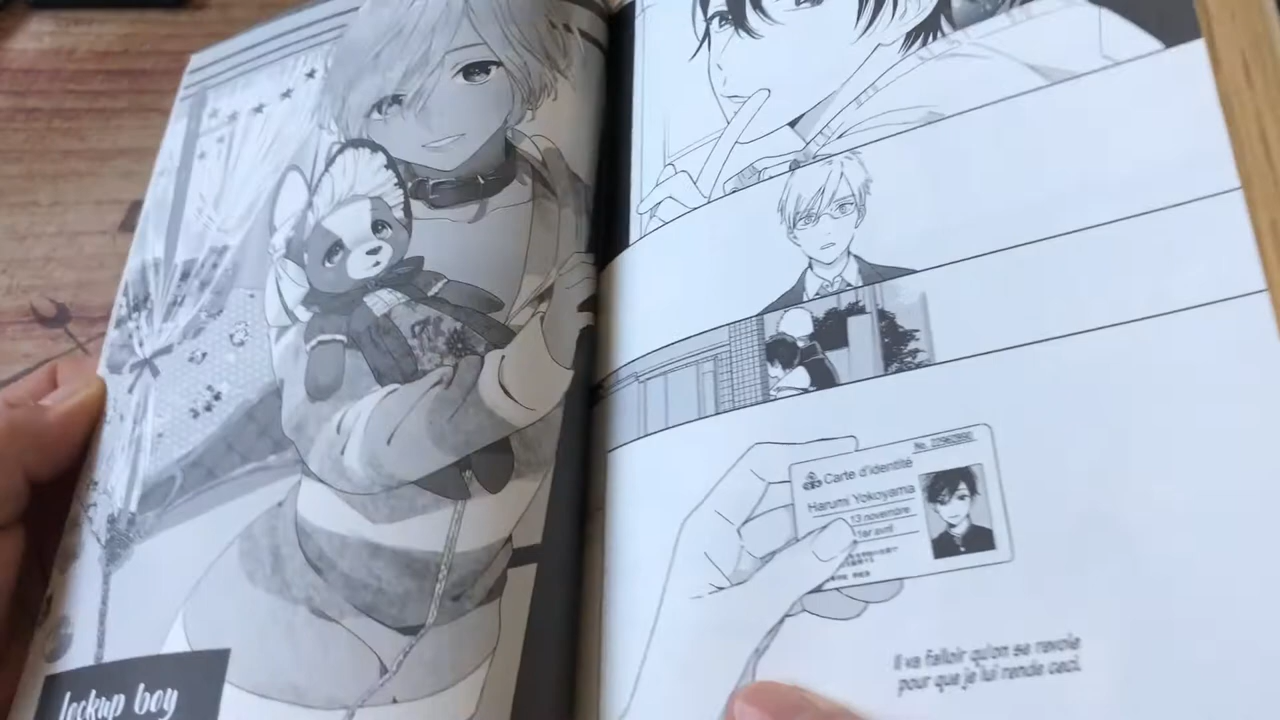 lockup boy
No. 22962890
Carte d'identité
Harumi Yokoyama
13 novembre
1er avril
Il va falloir qu'on se revoie
pour que je lui rende ceci.